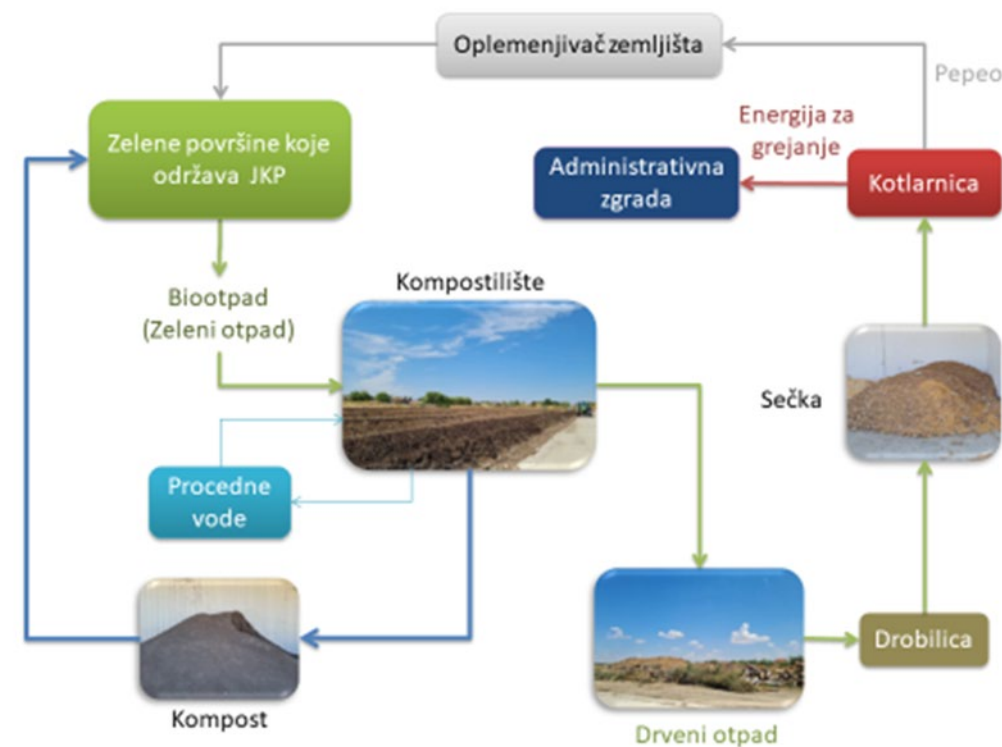 Oplemenjivač zemljišta
Pepeo
Zelene površine koje
održava JKP
Energija za
grejanje
Administrativna
zgrada
Kotlarnica
Biootpad
(Zeleni otpad)
Kompostilište
Sečka
Procedne
vode
Drobilica
Kompost
Drveni otpad